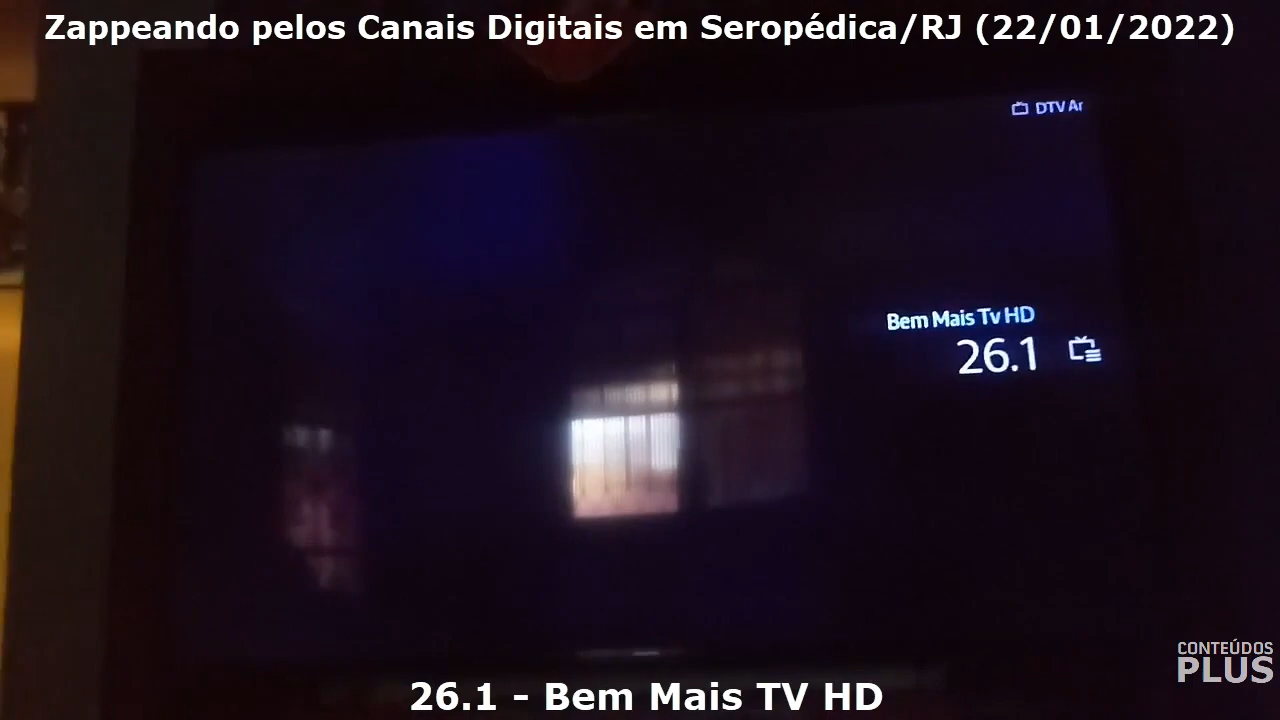 Zappeando pelos Canais Digitais em Seropédica/RJ (22/01/2022)
DTV Ar
Bem Mais Tv HD
26.1
CONTEÚDOS
PLUS
26.1 - Bem Mais TV HD